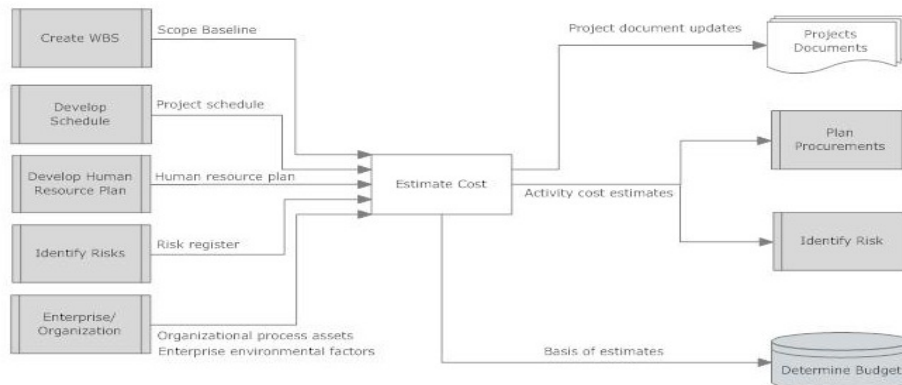 Create WBS
Scope Baseline
Develop
Schedule
Project schedule
Develop Human
Resource Plan
Human resource plan
Identify Risks
Risk register
Enterprise/
Organization
Organizational process assets
Enterprise environmental factors
Estimate Cost
Project document updates
Projects
Documents
Activity cost estimates
Plan
Procurements
Identify Risk
Basis of estimates
Determine Budget